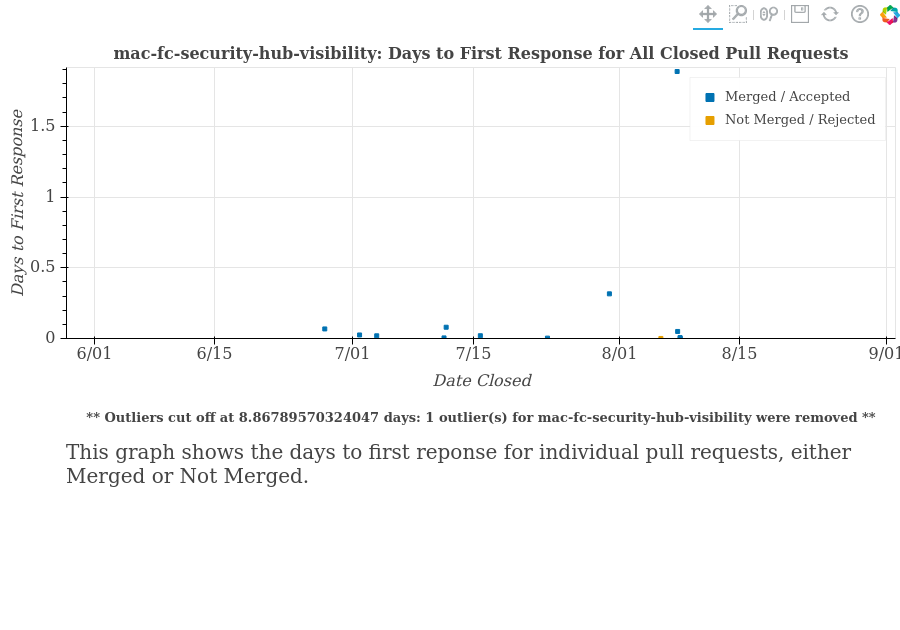 mac-fc-security-hub-visibility: Days to First Response for All Closed Pull Requests
Merged / Accepted
Not Merged / Rejected
Days to First Response
1.5
1
0.5
0
6/01
6/15
7/01
7/15
8/01
8/15
9/01
Date Closed
** Outliers cut off at 8.86789570324047 days: 1 outlier(s) for mac-fc-security-hub-visibility were removed **
This graph shows the days to first reponse for individual pull requests, either
Merged or Not Merged.